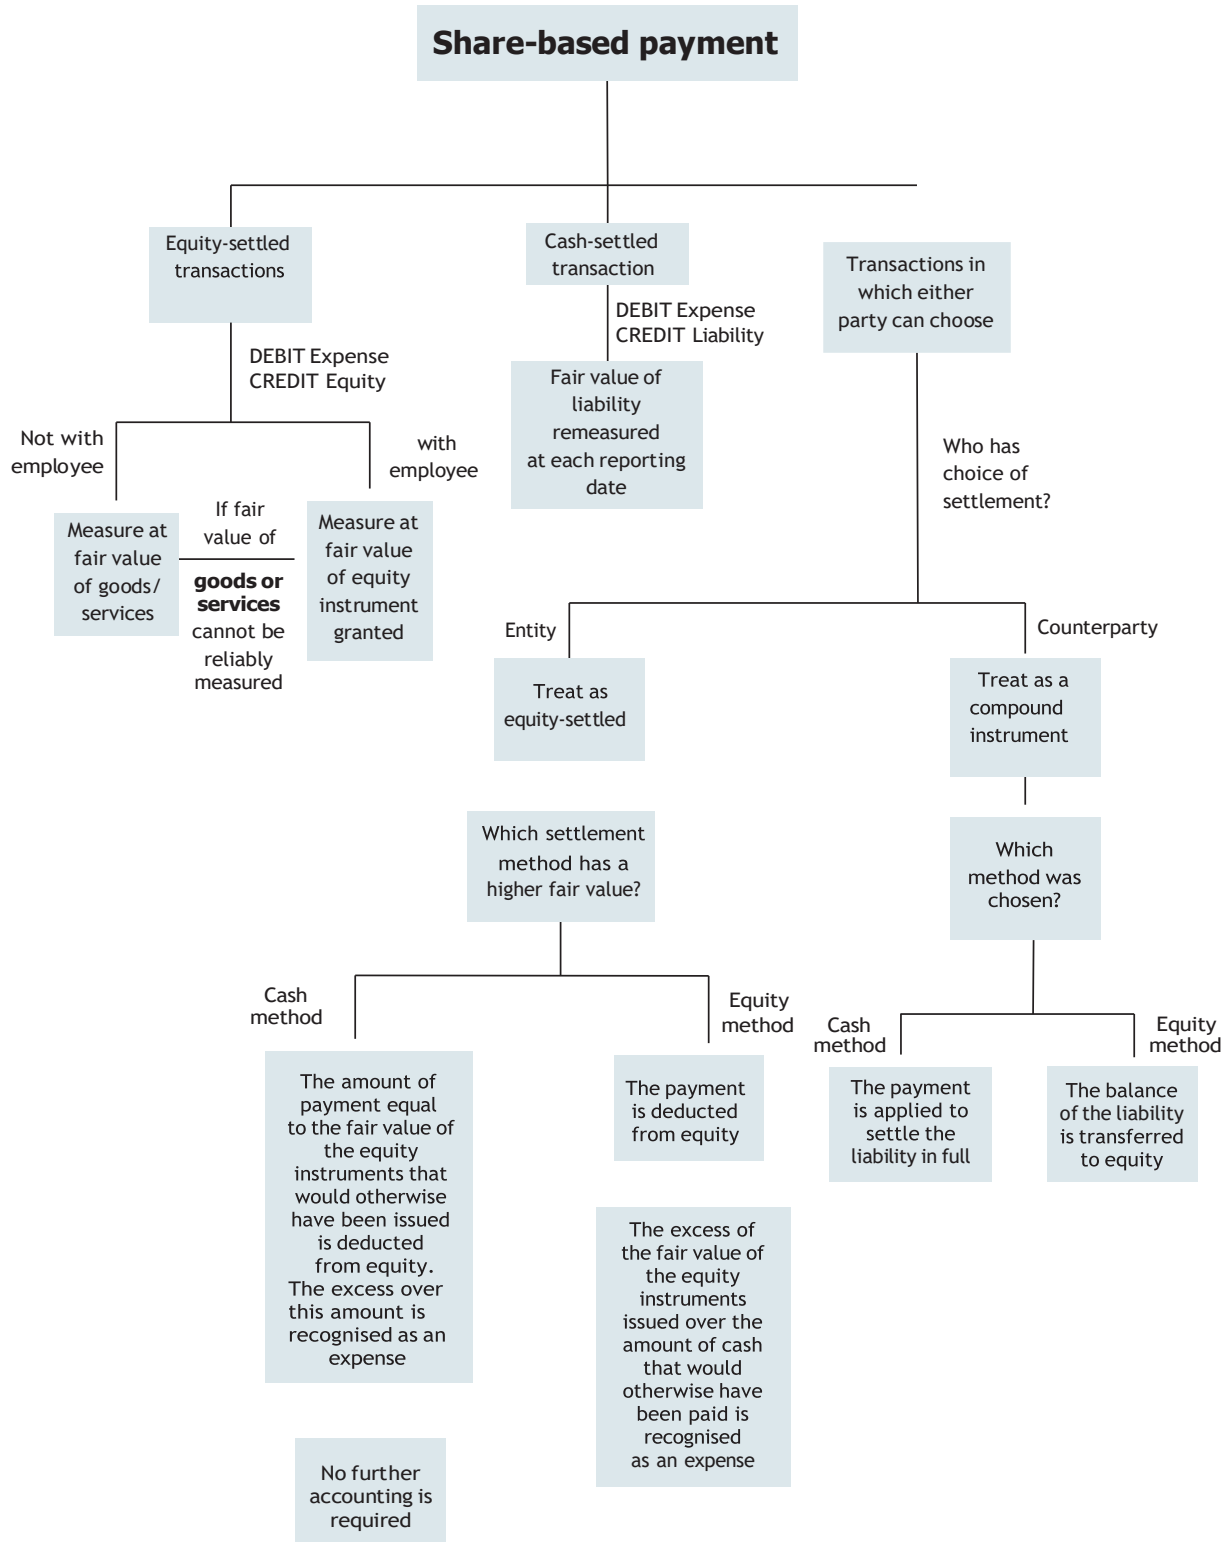 Share-based payment
Equity-settled
transactions
DEBIT Expense
CREDIT Equity
Not with
employee
with
employee
Measure at
fair value
of goods/
services
If fair
value of
goods or
services
cannot be
reliably
measured
Measure at
fair value
of equity
instrument
granted
Cash-settled
transaction
DEBIT Expense
CREDIT Liability
Fair value of
liability
remeasured
at each reporting
date
Transactions in
which either
party can choose
Who has
choice of
settlement?
Entity
Treat as
equity-settled
Counterparty
Treat as a
compound
instrument
Which settlement
method has a
higher fair value?
Cash
method
The amount of
payment equal
to the fair value of
the equity
instruments that
would otherwise
have been issued
is deducted
from equity.
The excess over
this amount is
recognised as an
expense
No further
accounting is
required
Equity
method
The payment
is deducted
from equity
The excess of
the fair value of
the equity
instruments
issued over the
amount of cash
that would
otherwise have
been paid is
recognised
as an expense
Which
method was
chosen?
Cash
method
The payment
is applied to
settle the
liability in full
Equity
method
The balance
of the liability
is transferred
to equity